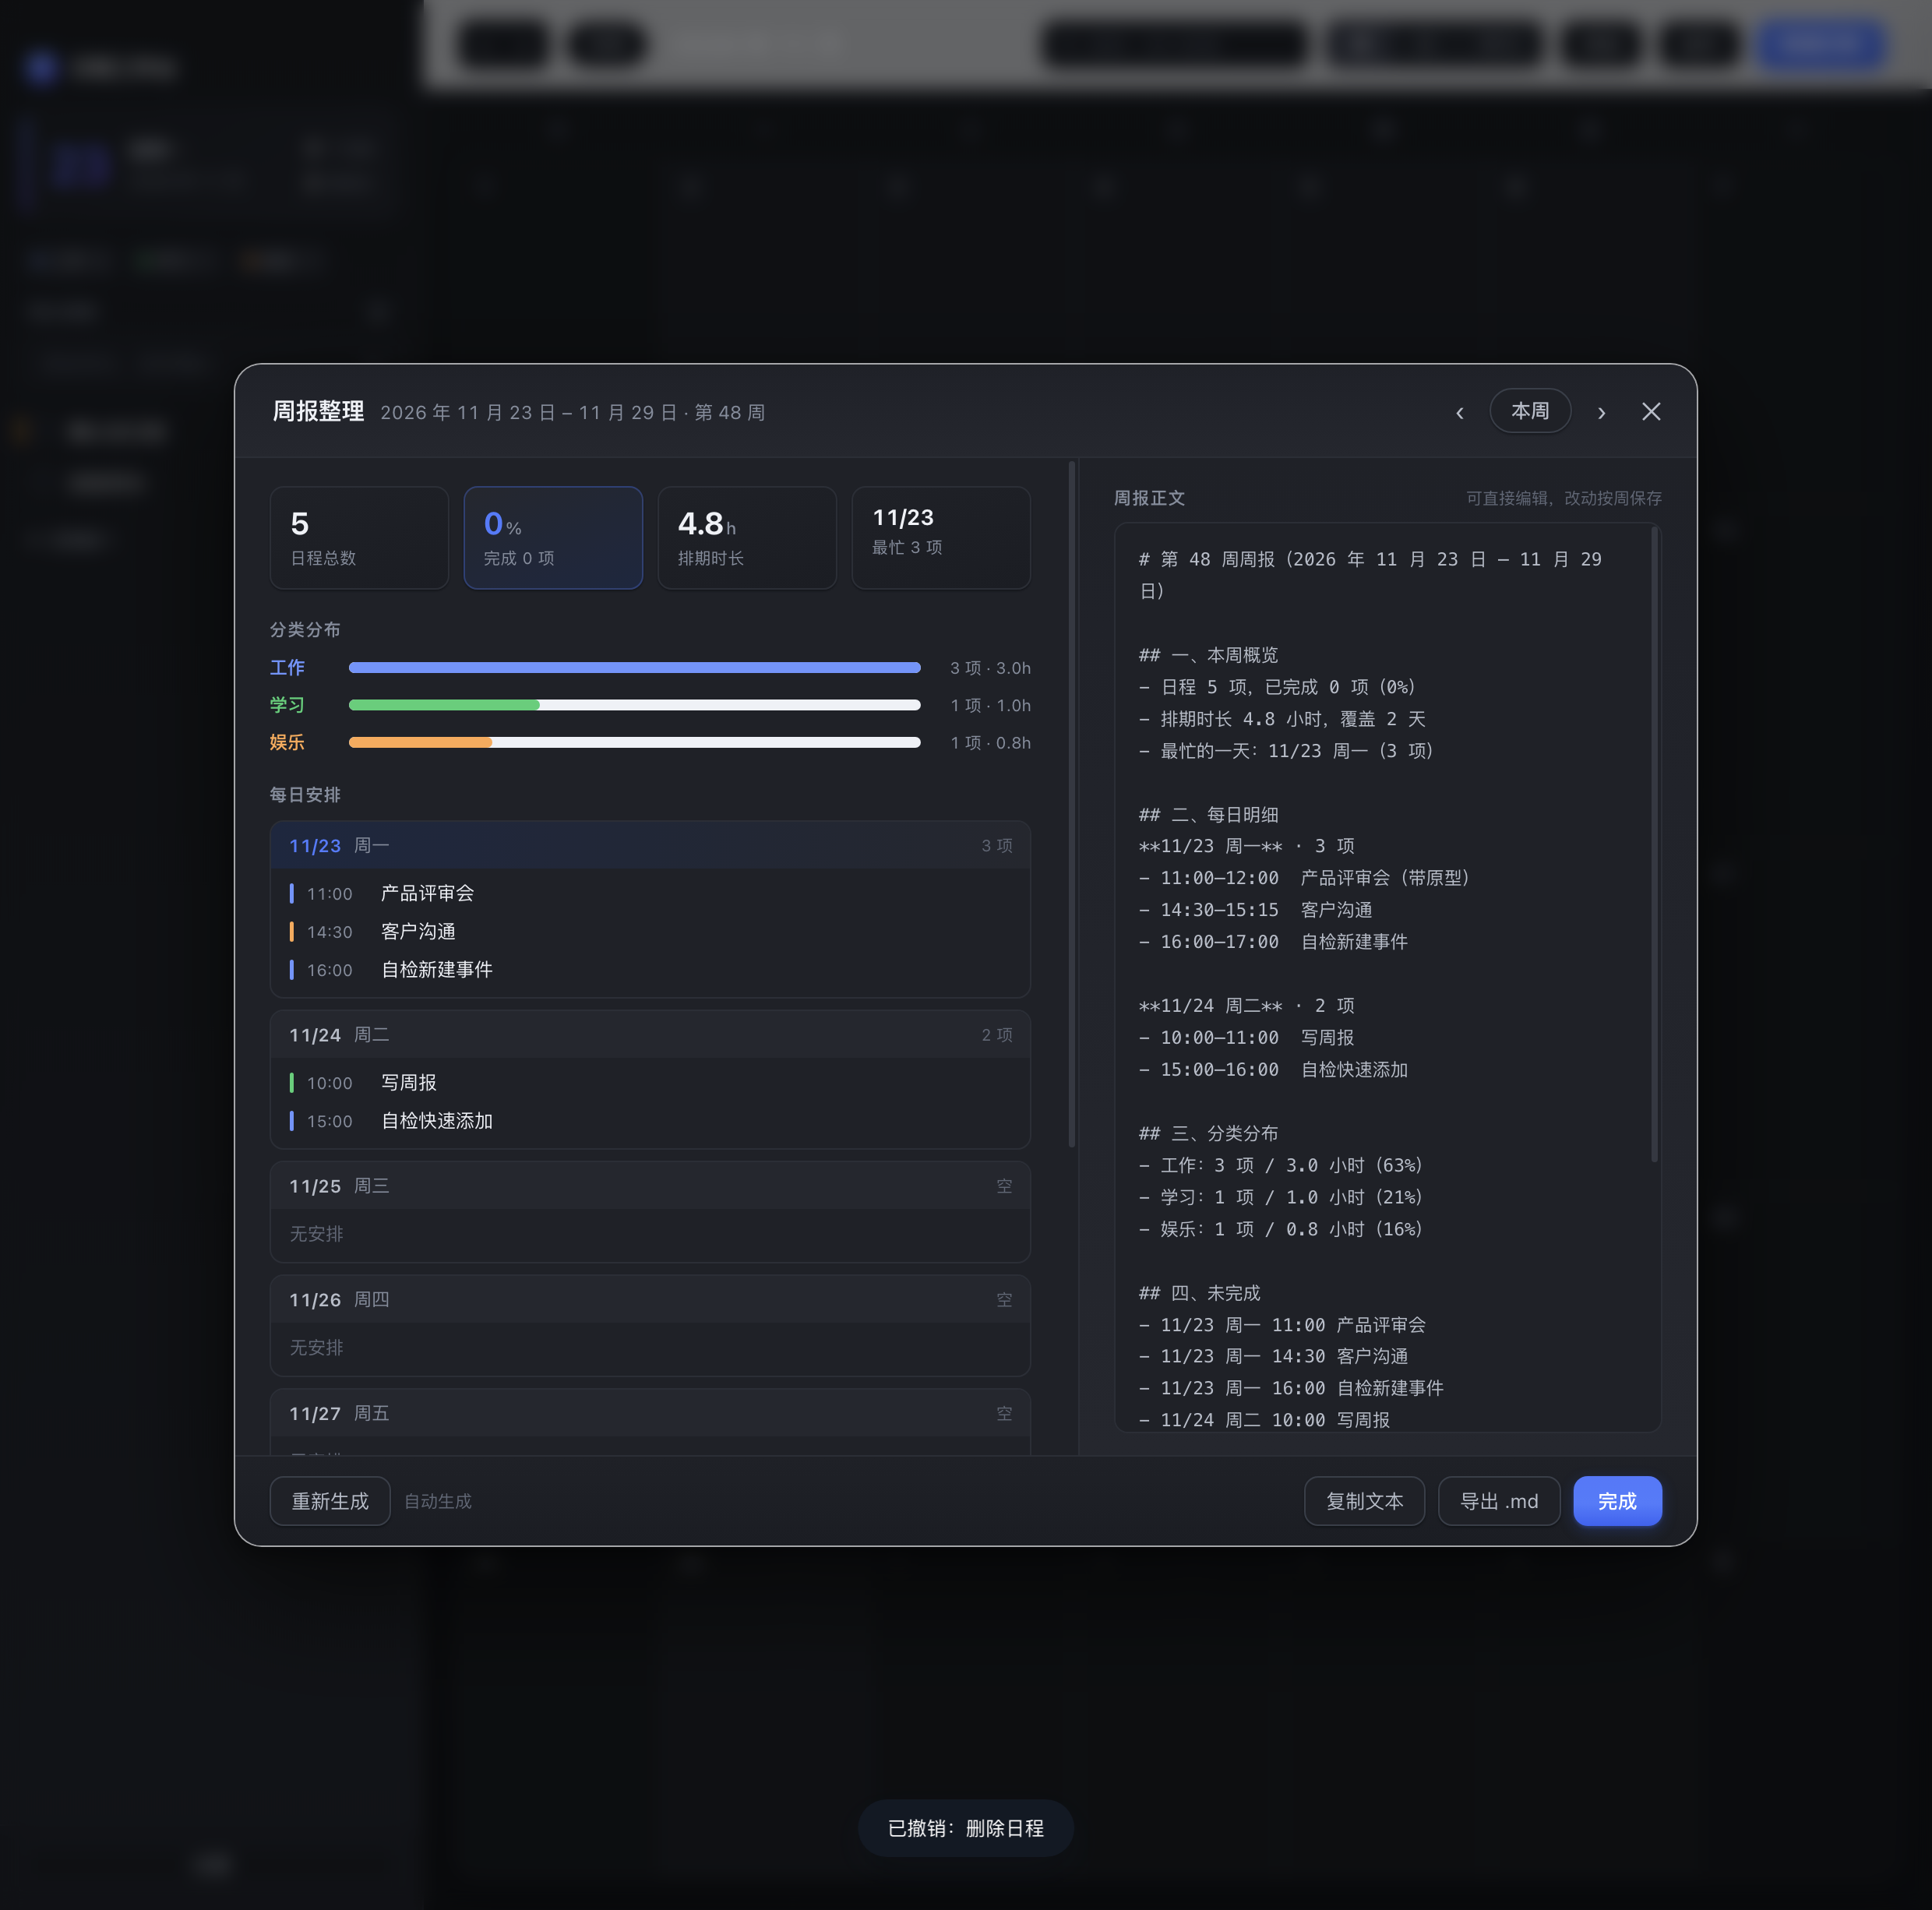 周报整理 2026 年 11 月 23 日 – 11 月 29 日 · 第 48 周
‹ 本周 ›
5
日程总数
0%
完成 0 项
4.8h
排期时长
11/23
最忙 3 项
分类分布
工作 3 项 · 3.0h
学习 1 项 · 1.0h
娱乐 1 项 · 0.8h
每日安排
11/23 周一 3 项
11:00 产品评审会
14:30 客户沟通
16:00 自检新建事件
11/24 周二 2 项
10:00 写周报
15:00 自检快速添加
11/25 周三 空
无安排
11/26 周四 空
无安排
11/27 周五 空
周报正文 可直接编辑，改动按周保存
# 第 48 周周报（2026 年 11 月 23 日 – 11 月 29
日）
## 一、本周概览
- 日程 5 项，已完成 0 项（0%）
- 排期时长 4.8 小时，覆盖 2 天
- 最忙的一天：11/23 周一（3 项）
## 二、每日明细
**11/23 周一** · 3 项
- 11:00–12:00  产品评审会（带原型）
- 14:30–15:15  客户沟通
- 16:00–17:00  自检新建事件
**11/24 周二** · 2 项
- 10:00–11:00  写周报
- 15:00–16:00  自检快速添加
## 三、分类分布
- 工作：3 项 / 3.0 小时（63%）
- 学习：1 项 / 1.0 小时（21%）
- 娱乐：1 项 / 0.8 小时（16%）
## 四、未完成
- 11/23 周一 11:00 产品评审会
- 11/23 周一 14:30 客户沟通
- 11/23 周一 16:00 自检新建事件
- 11/24 周二 10:00 写周报
重新生成 自动生成
复制文本 导出 .md 完成
已撤销：删除日程